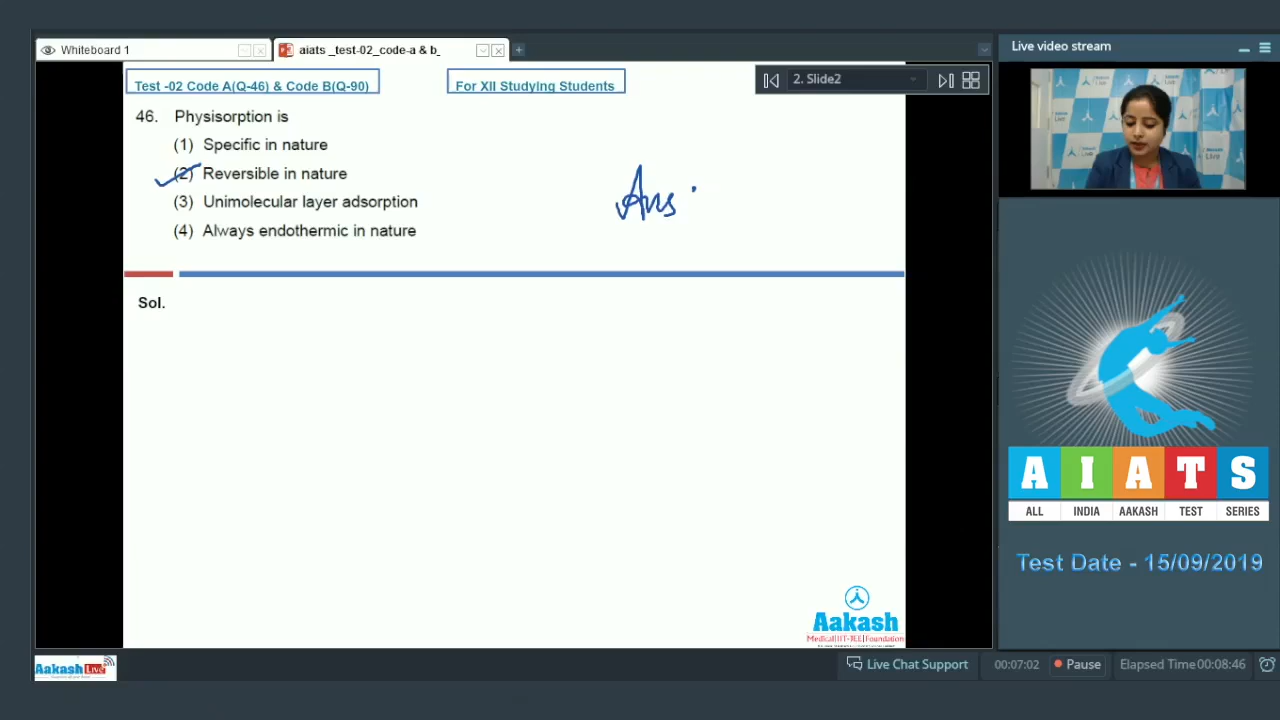 Whiteboard 1
aiats _test-02_code-a & b_
Live video stream
Test -02 Code A(Q-46) & Code B(Q-90)
For XII Studying Students
2. Slide2
46. Physisorption is
(1) Specific in nature
(2) Reversible in nature
(3) Unimolecular layer adsorption
(4) Always endothermic in nature
Ans
Sol.
A I A T S
ALL INDIA AAKASH TEST SERIES
Test Date - 15/09/2019
Aakash
Medical|IIT-JEE|Foundation
Aakash Live
Live Chat Support
00:07:02
Pause
Elapsed Time 00:08:46